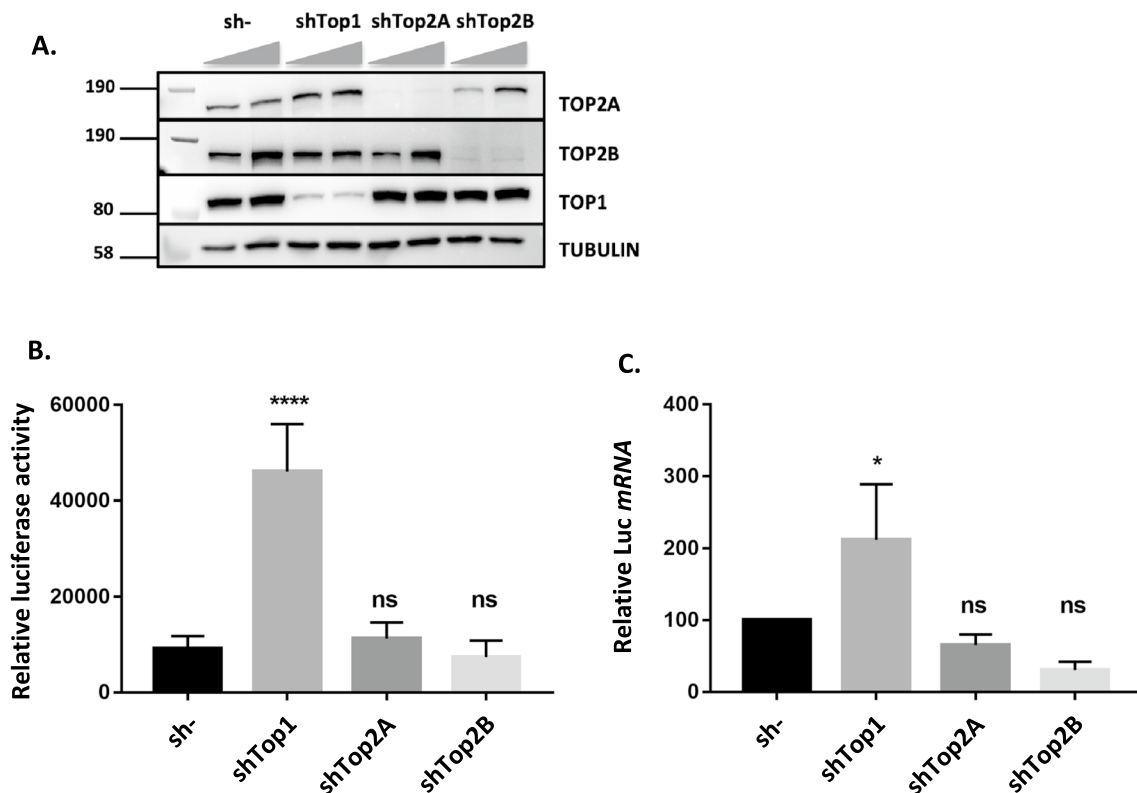 A.
sh- shTop1 shTop2A shTop2B
190 TOP2A
190 TOP2B
80 TOP1
58 TUBULIN
B.
Relative luciferase activity
60000
40000
20000
0
****
ns
ns
sh-
shTop1
shTop2A
shTop2B
C.
Relative Luc mRNA
400
300
200
100
0
*
ns
ns
sh-
shTop1
shTop2A
shTop2B